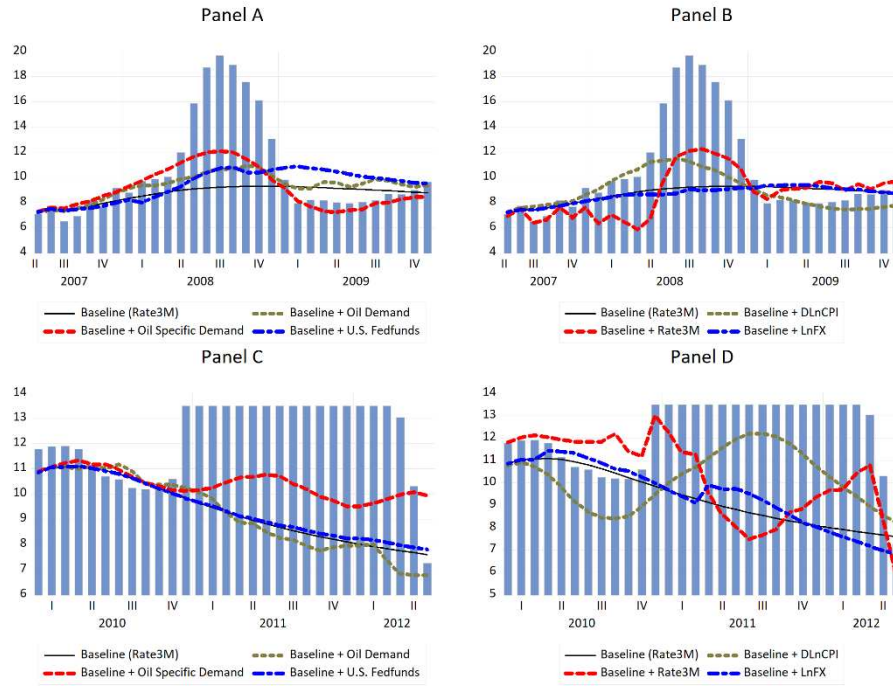 Panel A
20
18
16
14
12
10
8
6
4
II III IV I II III IV I II III IV
2007 2008 2009
Baseline (Rate3M) Baseline + Oil Demand
Baseline + Oil Specific Demand Baseline + U.S. Fedfunds
Panel B
20
18
16
14
12
10
8
6
4
II III IV I II III IV I II III IV
2007 2008 2009
Baseline (Rate3M) Baseline + DLnCPI
Baseline + Rate3M Baseline + LnFX
Panel C
14
13
12
11
10
9
8
7
6
I II III IV I II III IV I II
2010 2011 2012
Baseline (Rate3M) Baseline + Oil Demand
Baseline + Oil Specific Demand Baseline + U.S. Fedfunds
Panel D
14
13
12
11
10
9
8
7
6
5
I II III IV I II III IV I II
2010 2011 2012
Baseline (Rate3M) Baseline + DLnCPI
Baseline + Rate3M Baseline + LnFX